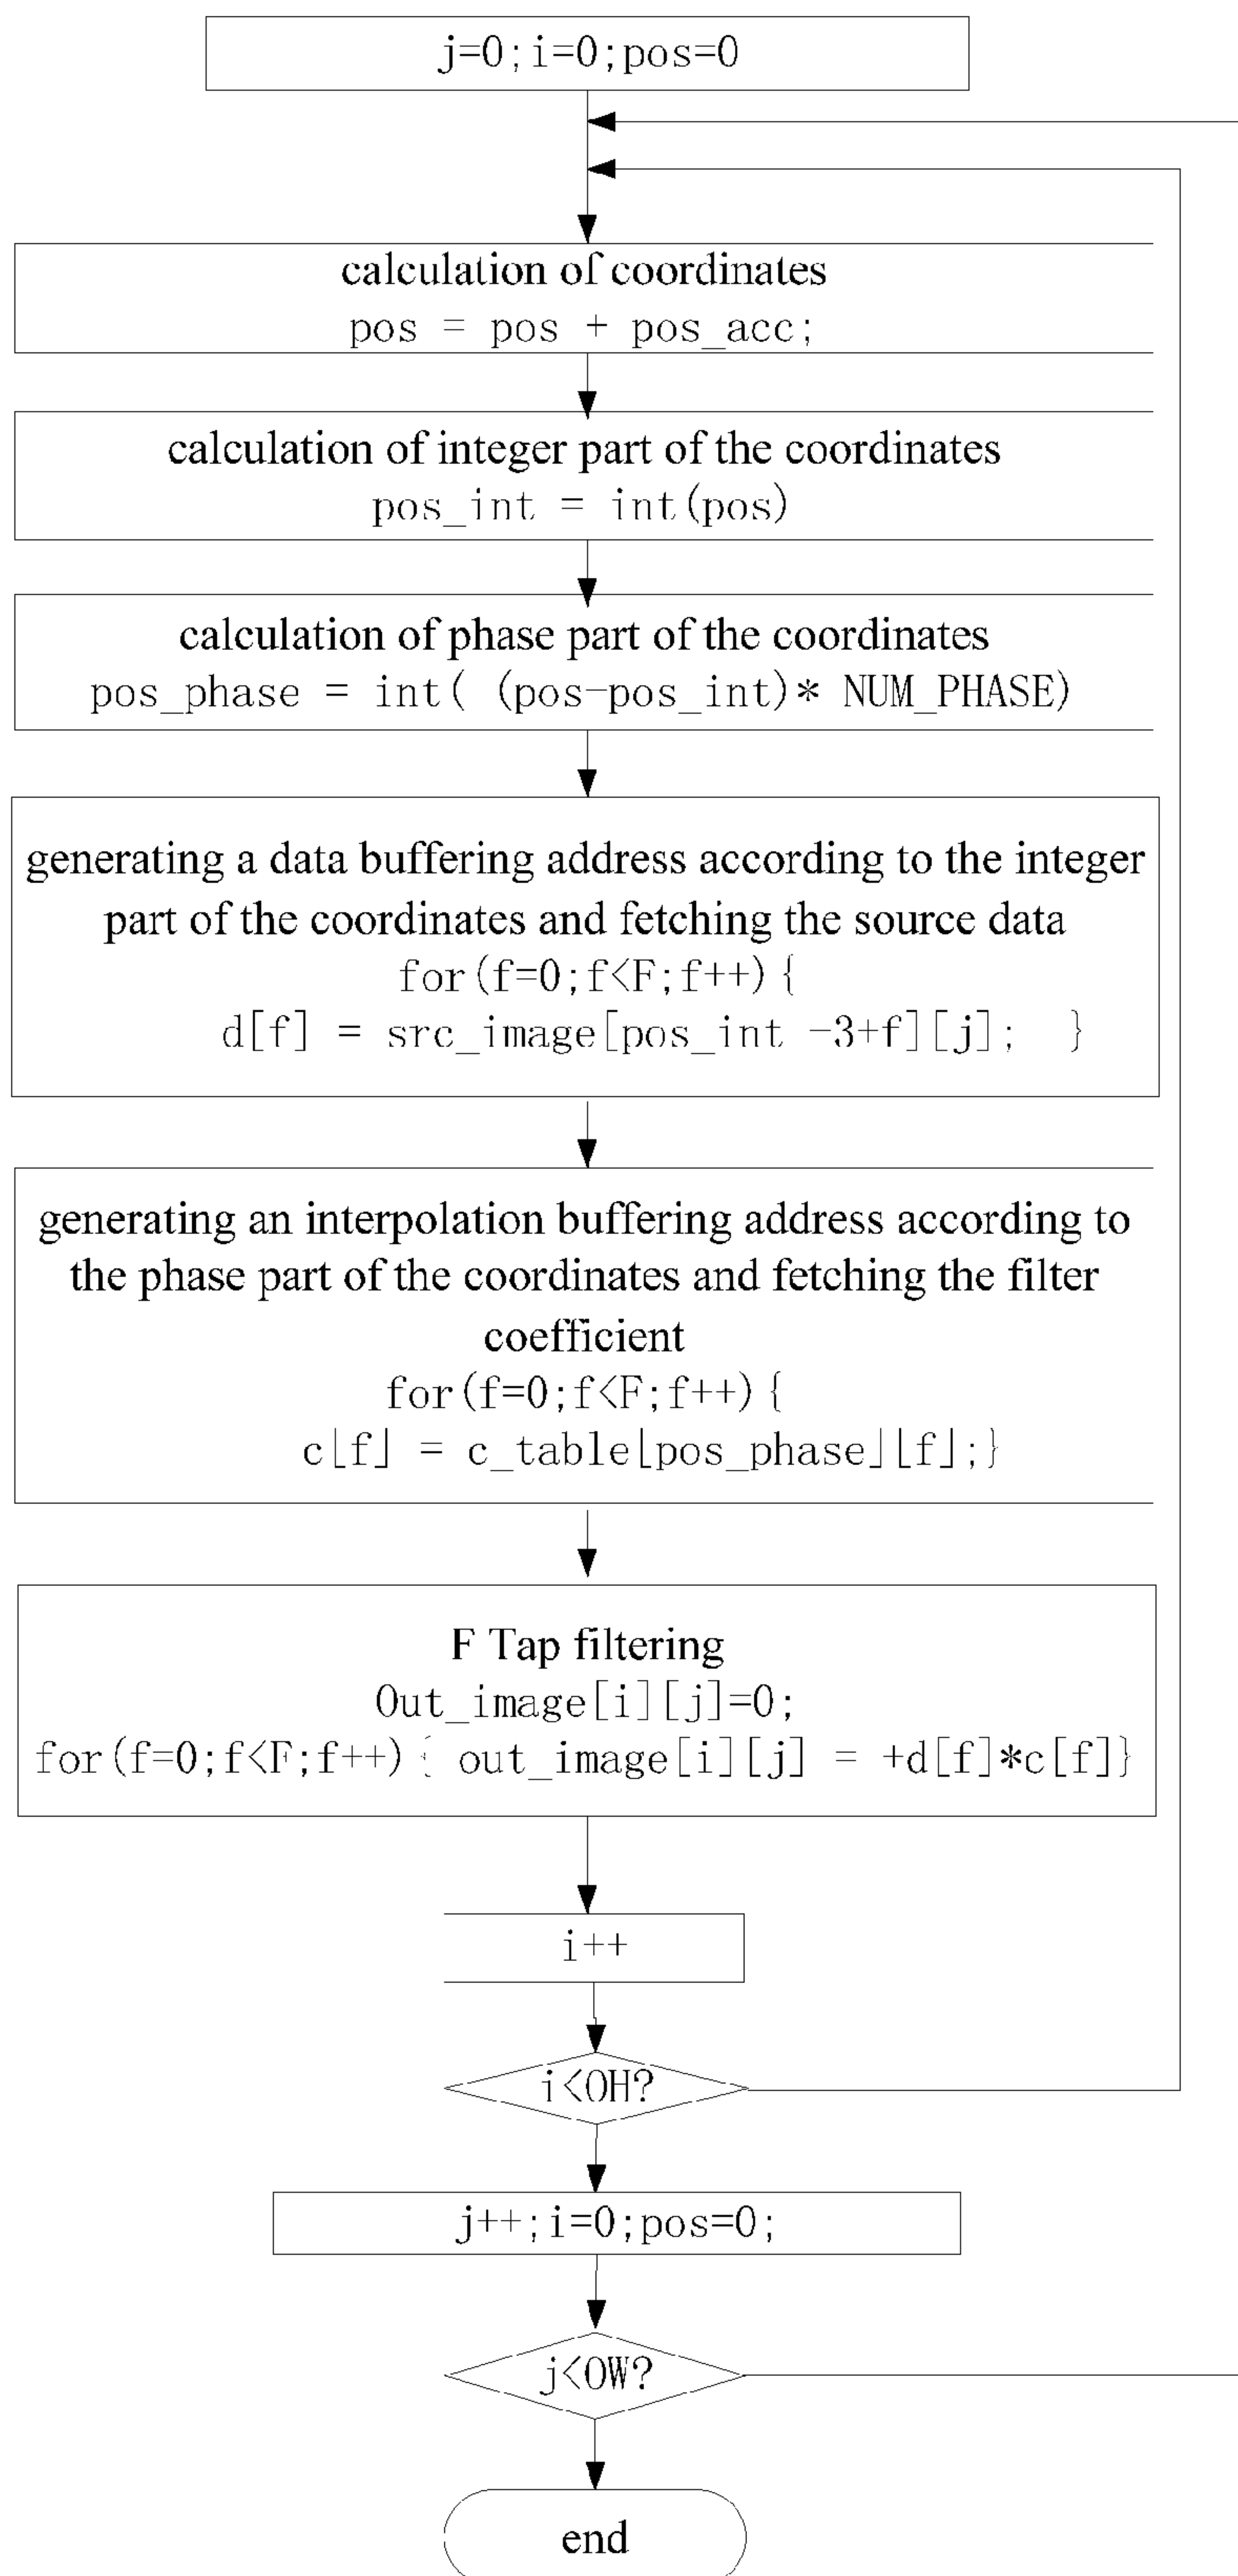 j=0;i=0;pos=0
calculation of coordinates
pos = pos + pos_acc;
calculation of integer part of the coordinates
pos_int = int(pos)
calculation of phase part of the coordinates
pos_phase = int( (pos-pos_int)* NUM_PHASE)
generating a data buffering address according to the integer
part of the coordinates and fetching the source data
for(f=0;f<F;f++){
d[f] = src_image[pos_int -3+f][j]; }
generating an interpolation buffering address according to
the phase part of the coordinates and fetching the filter
coefficient
for(f=0;f<F;f++){
c[f] = c_table[pos_phase][f];}
F Tap filtering
Out_image[i][j]=0;
for(f=0;f<F;f++){ out_image[i][j] = +d[f]*c[f]}
i++
i<OH?
j++;i=0;pos=0;
j<OW?
end